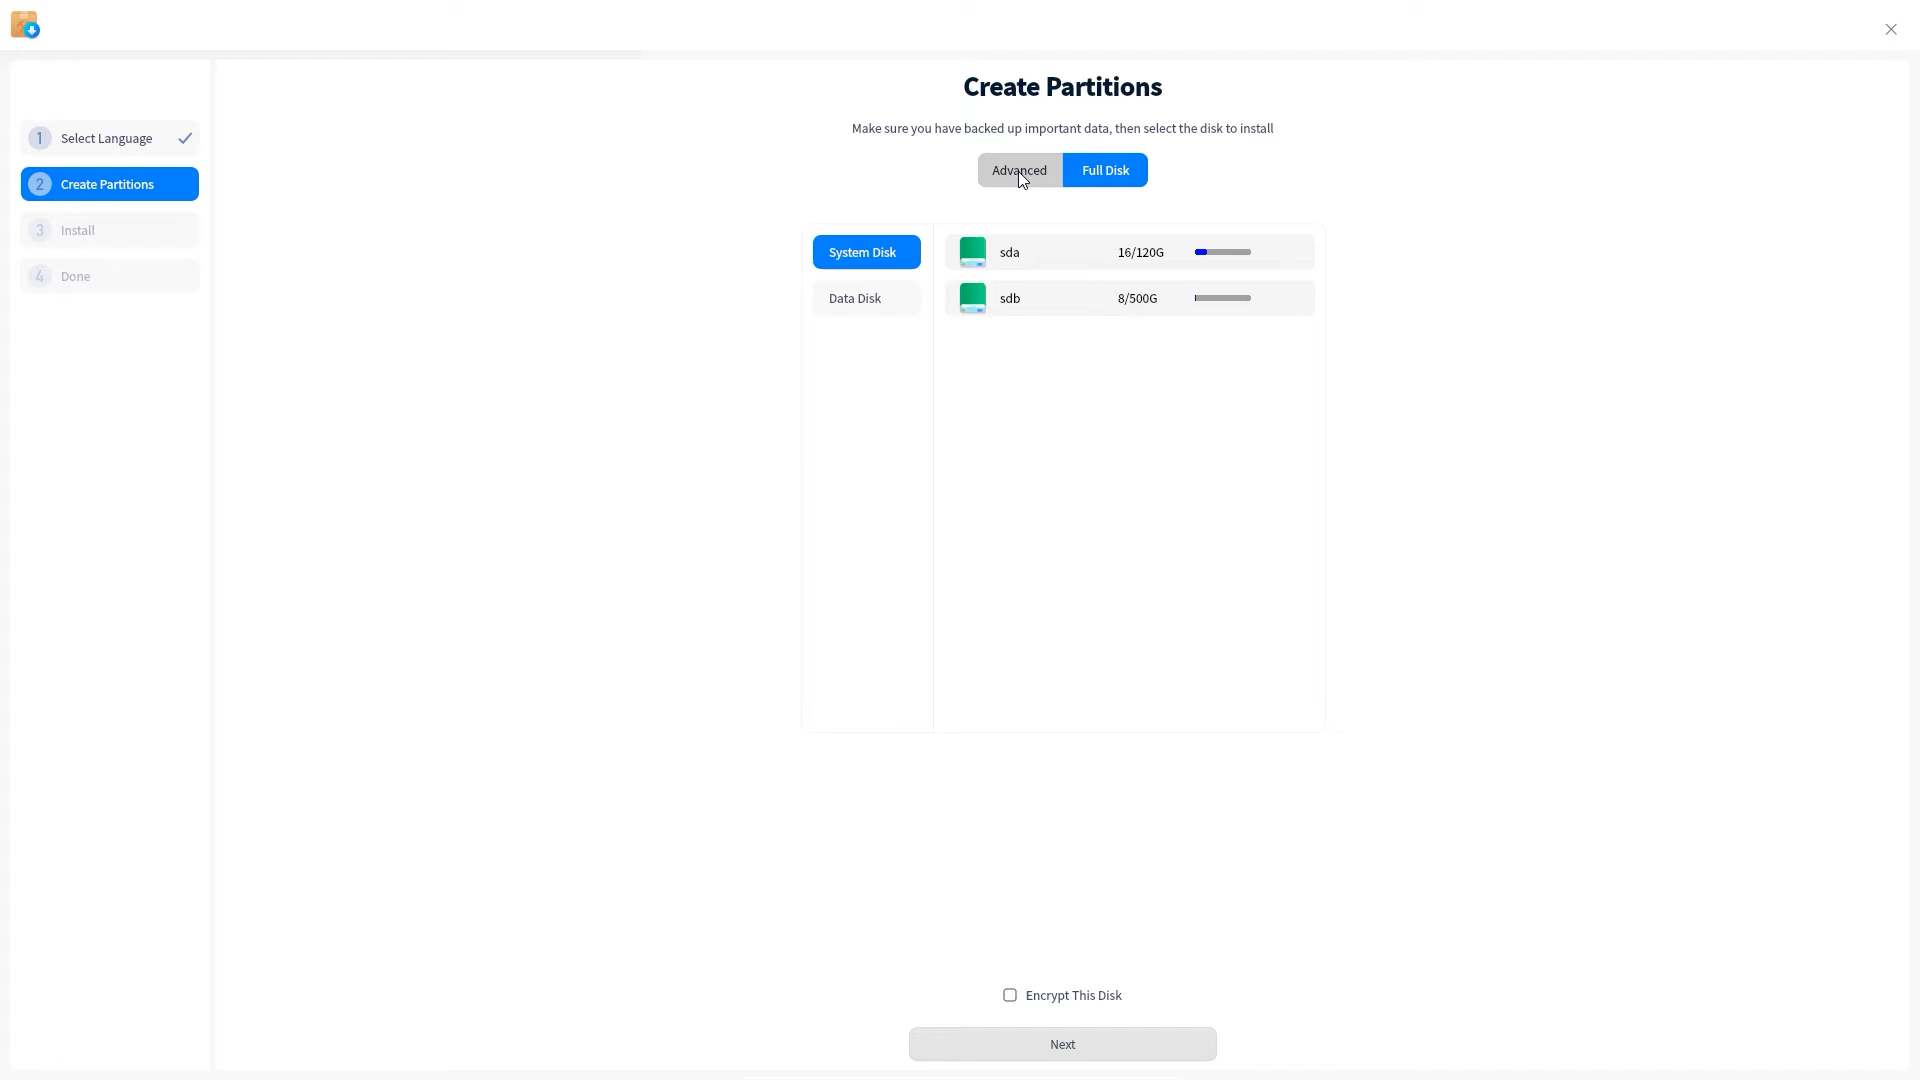 Create Partitions
Make sure you have backed up important data, then select the disk to install
Advanced
Full Disk
1 Select Language
2 Create Partitions
3 Install
4 Done
System Disk
Data Disk
sda 16/120G
sdb 8/500G
Encrypt This Disk
Next